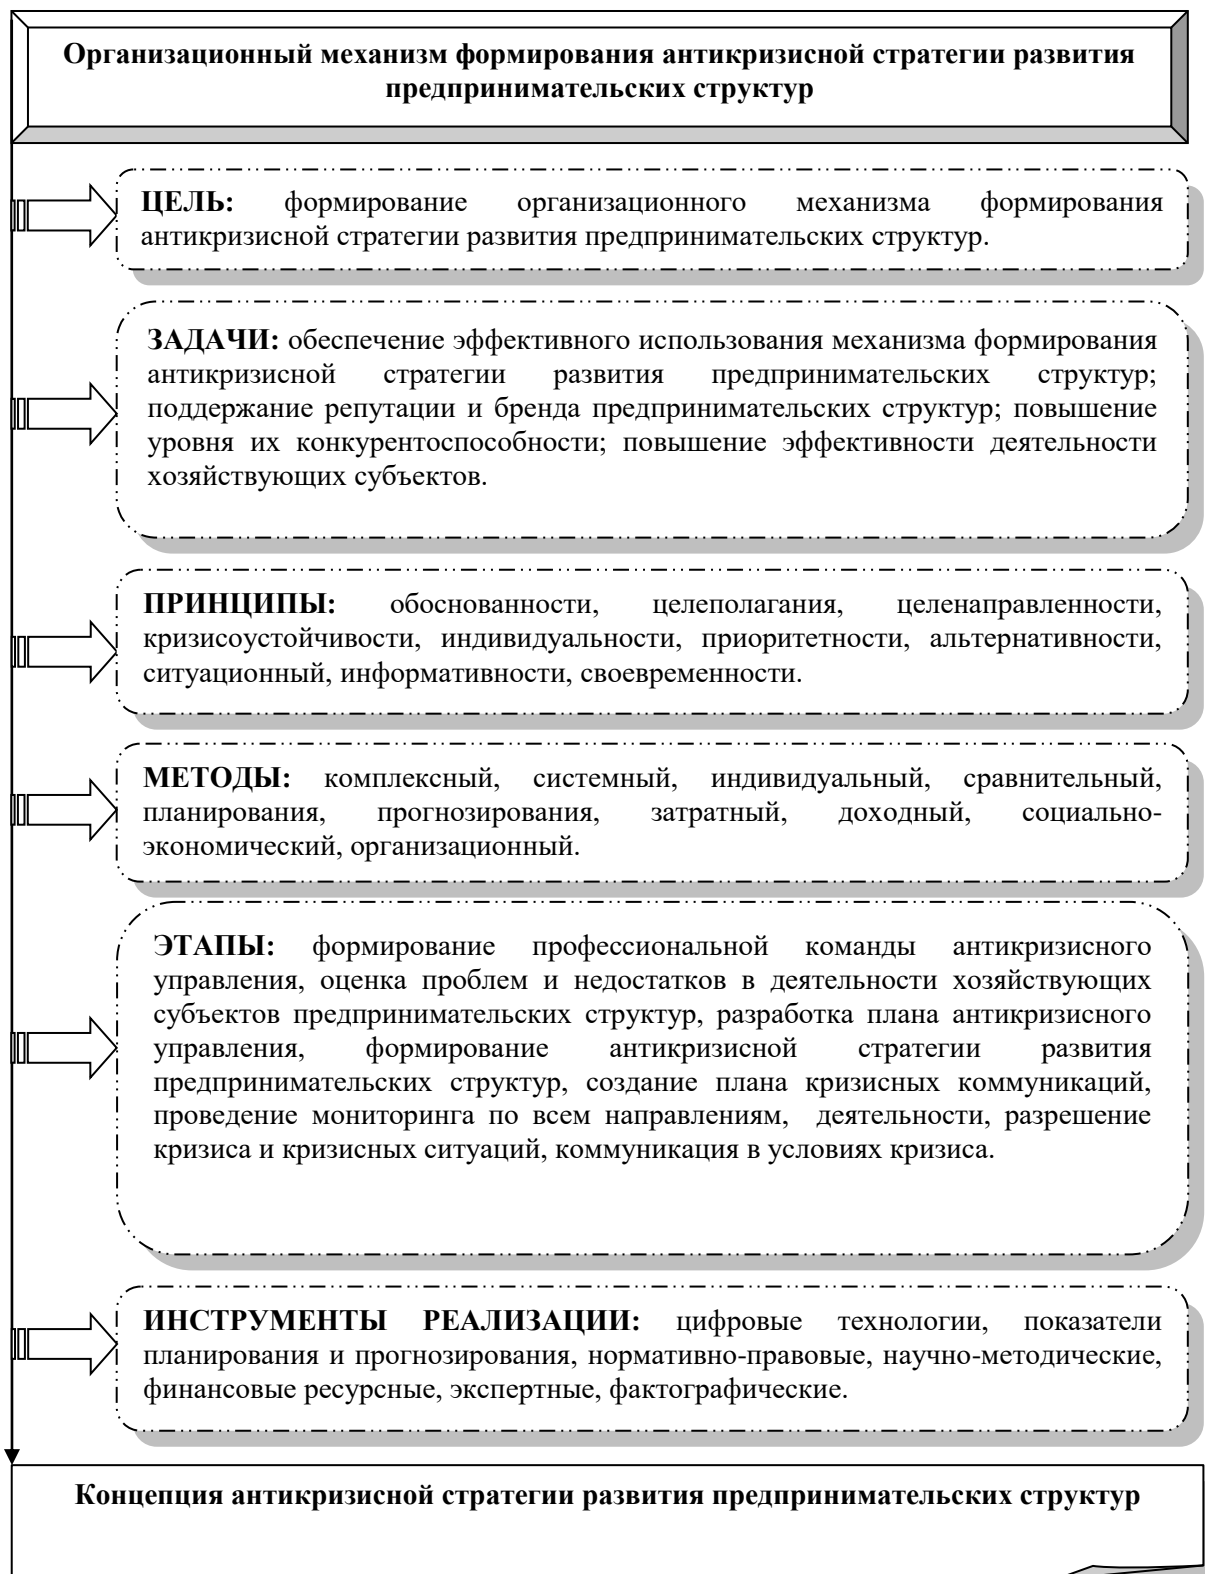 Организационный механизм формирования антикризисной стратегии развития
предпринимательских структур
ЦЕЛЬ: формирование организационного механизма формирования
антикризисной стратегии развития предпринимательских структур.
ЗАДАЧИ: обеспечение эффективного использования механизма формирования
антикризисной стратегии развития предпринимательских структур;
поддержание репутации и бренда предпринимательских структур; повышение
уровня их конкурентоспособности; повышение эффективности деятельности
хозяйствующих субъектов.
ПРИНЦИПЫ: обоснованности, целеполагания, целенаправленности,
кризисоустойчивости, индивидуальности, приоритетности, альтернативности,
ситуационный, информативности, своевременности.
МЕТОДЫ: комплексный, системный, индивидуальный, сравнительный,
планирования, прогнозирования, затратный, доходный, социально-
экономический, организационный.
ЭТАПЫ: формирование профессиональной команды антикризисного
управления, оценка проблем и недостатков в деятельности хозяйствующих
субъектов предпринимательских структур, разработка плана антикризисного
управления, формирование антикризисной стратегии развития
предпринимательских структур, создание плана кризисных коммуникаций,
проведение мониторинга по всем направлениям, деятельности, разрешение
кризиса и кризисных ситуаций, коммуникация в условиях кризиса.
ИНСТРУМЕНТЫ РЕАЛИЗАЦИИ: цифровые технологии, показатели
планирования и прогнозирования, нормативно-правовые, научно-методические,
финансовые ресурсные, экспертные, фактографические.
Концепция антикризисной стратегии развития предпринимательских структур